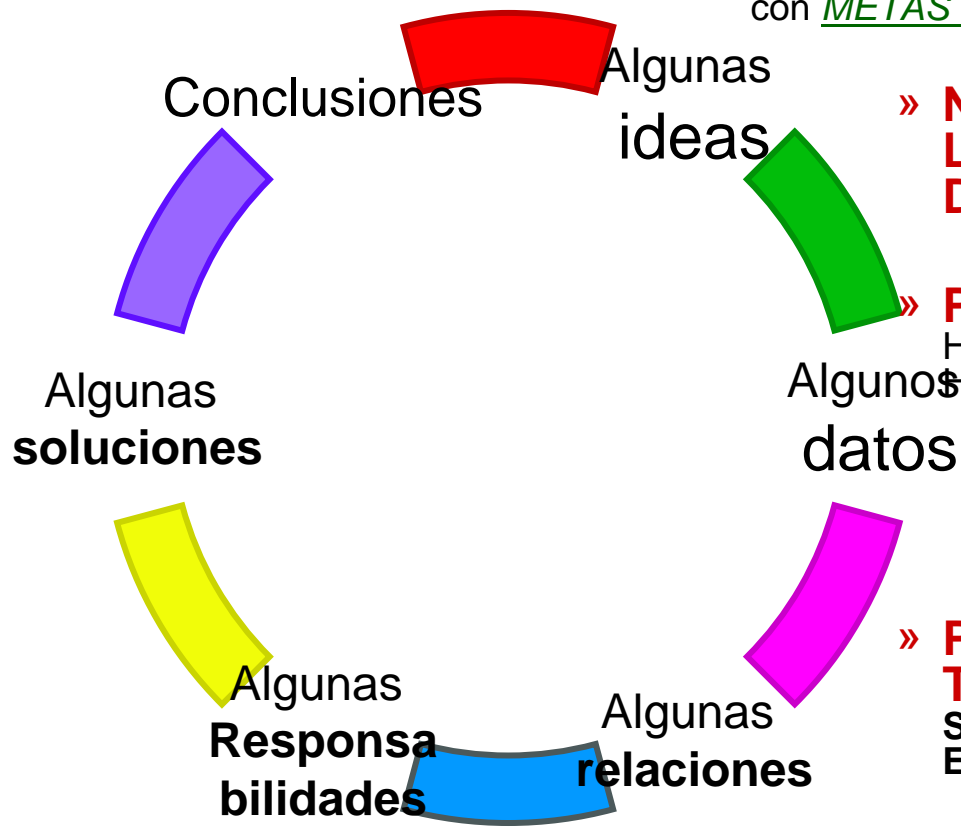 con METAS
Algunas
ideas
Conclusiones
Algunos
datos
Algunas
relaciones
Algunas
Responsa
bilidades
Algunas
soluciones
»
»
»